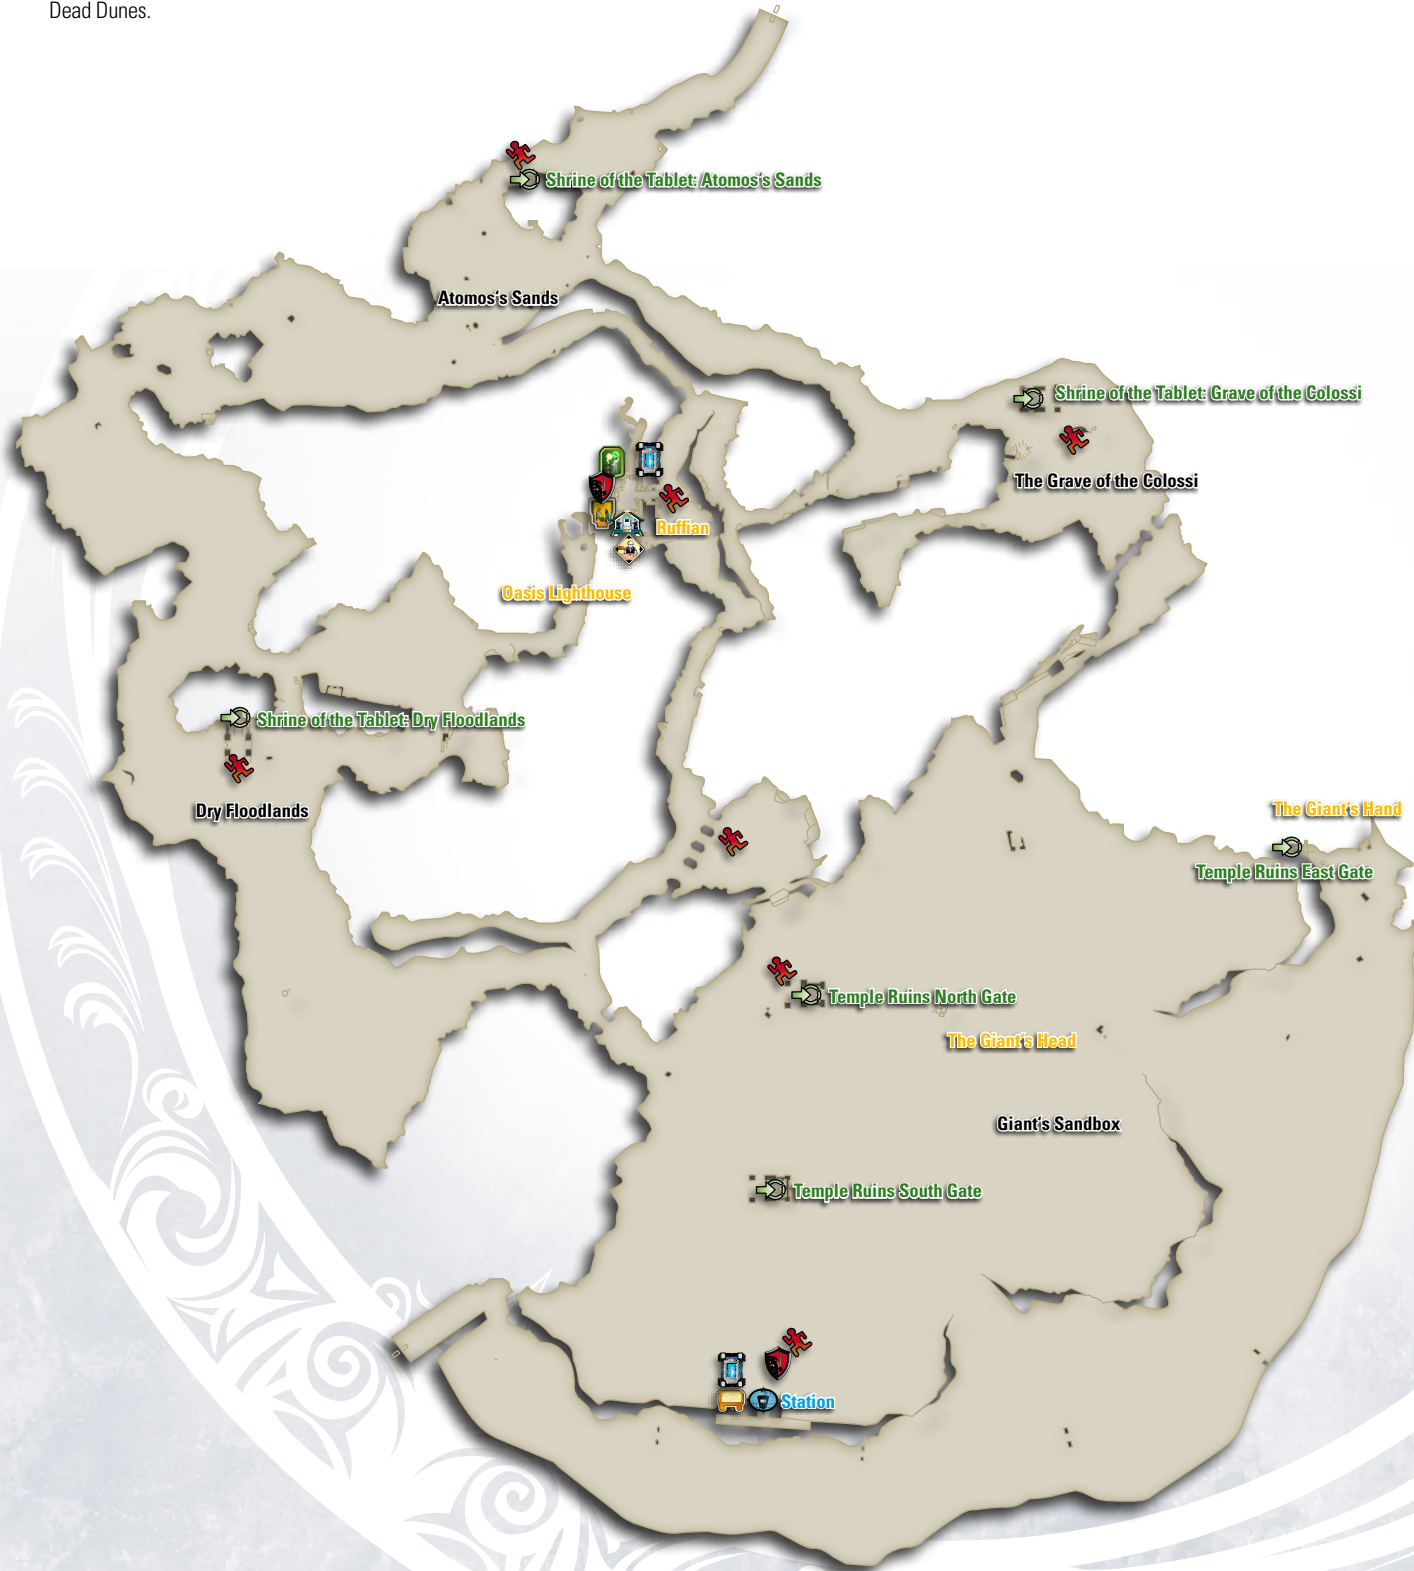 Dead Dunes.
Shrine of the Tablet: Atomos's Sands
Atomos's Sands
Shrine of the Tablet: Grave of the Colossi
The Grave of the Colossi
Ruffian
Oasis Lighthouse
Shrine of the Tablet: Dry Floodlands
Dry Floodlands
The Giant's Hand
Temple Ruins East Gate
Temple Ruins North Gate
The Giant's Head
Giant's Sandbox
Temple Ruins South Gate
Station